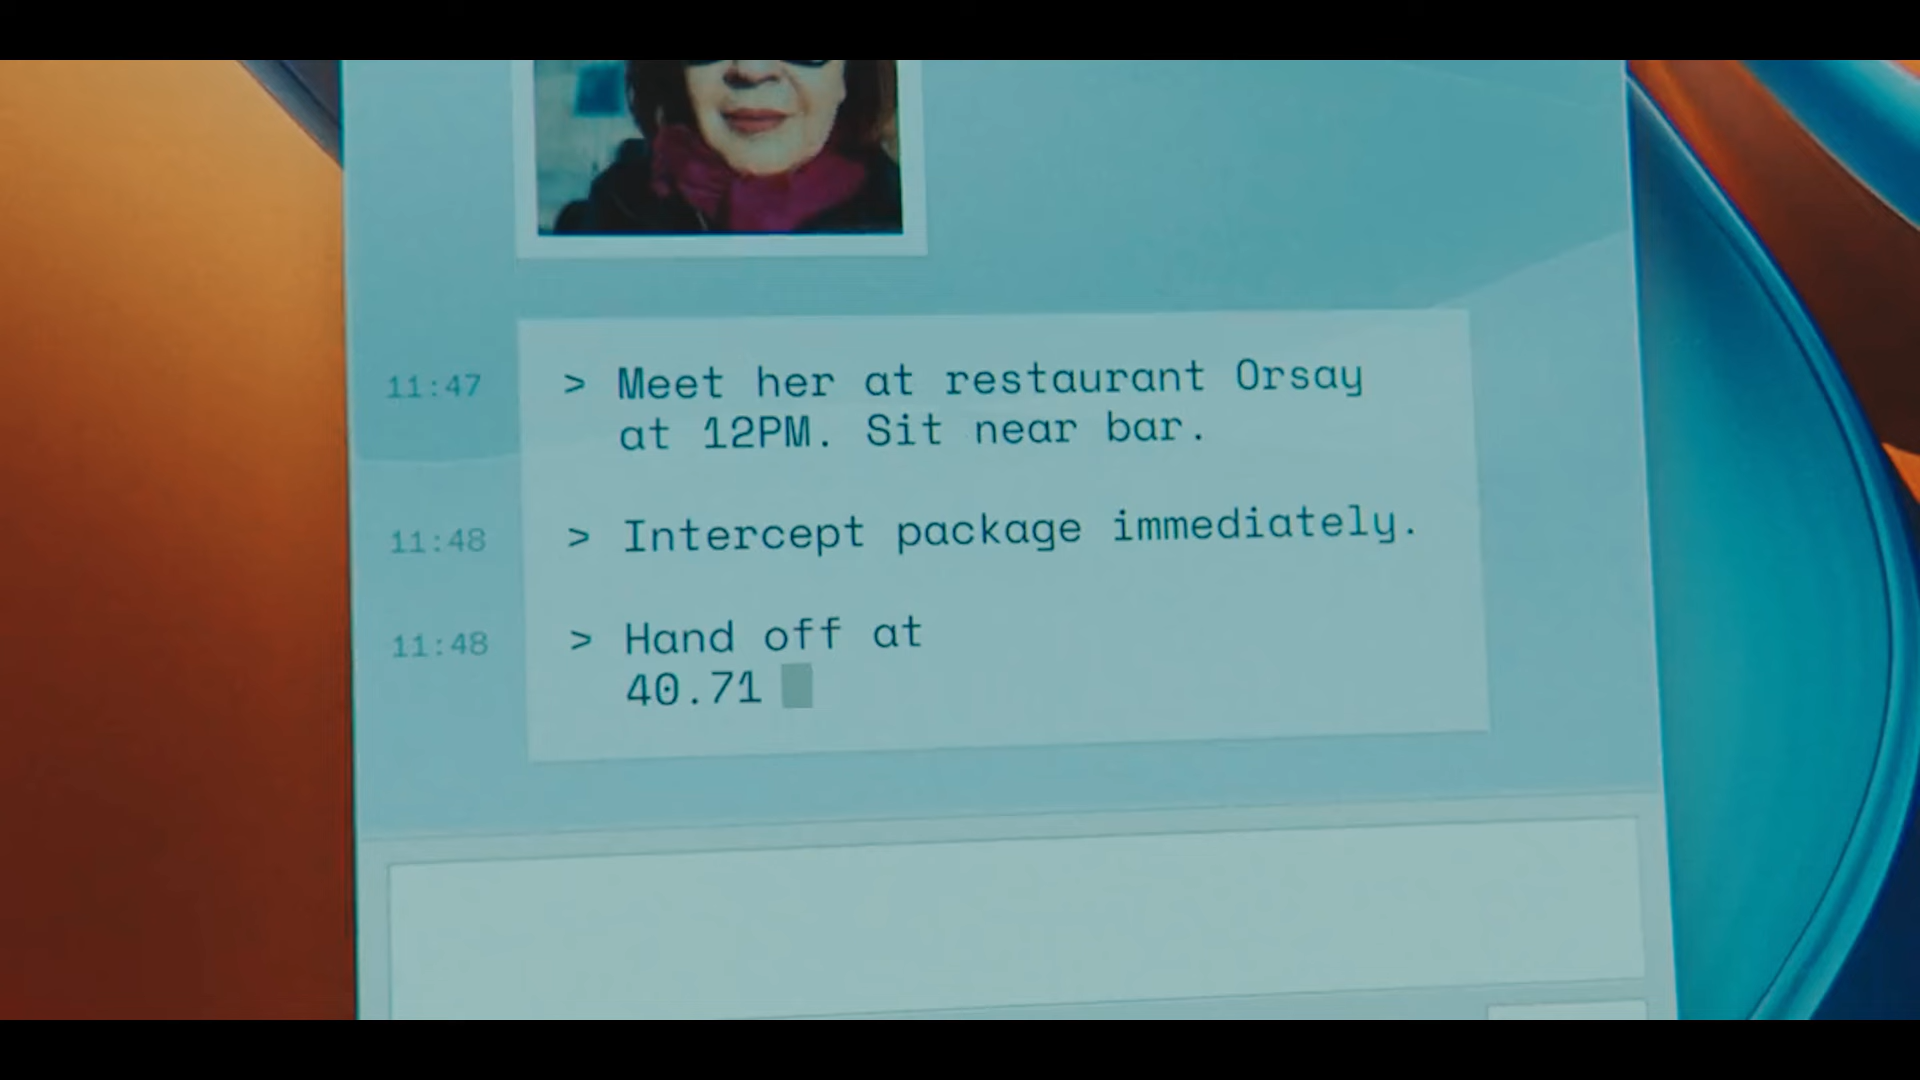 11:47 > Meet her at restaurant Orsay
at 12PM. Sit near bar.
11:48 > Intercept package immediately.
11:48 > Hand off at
40.71